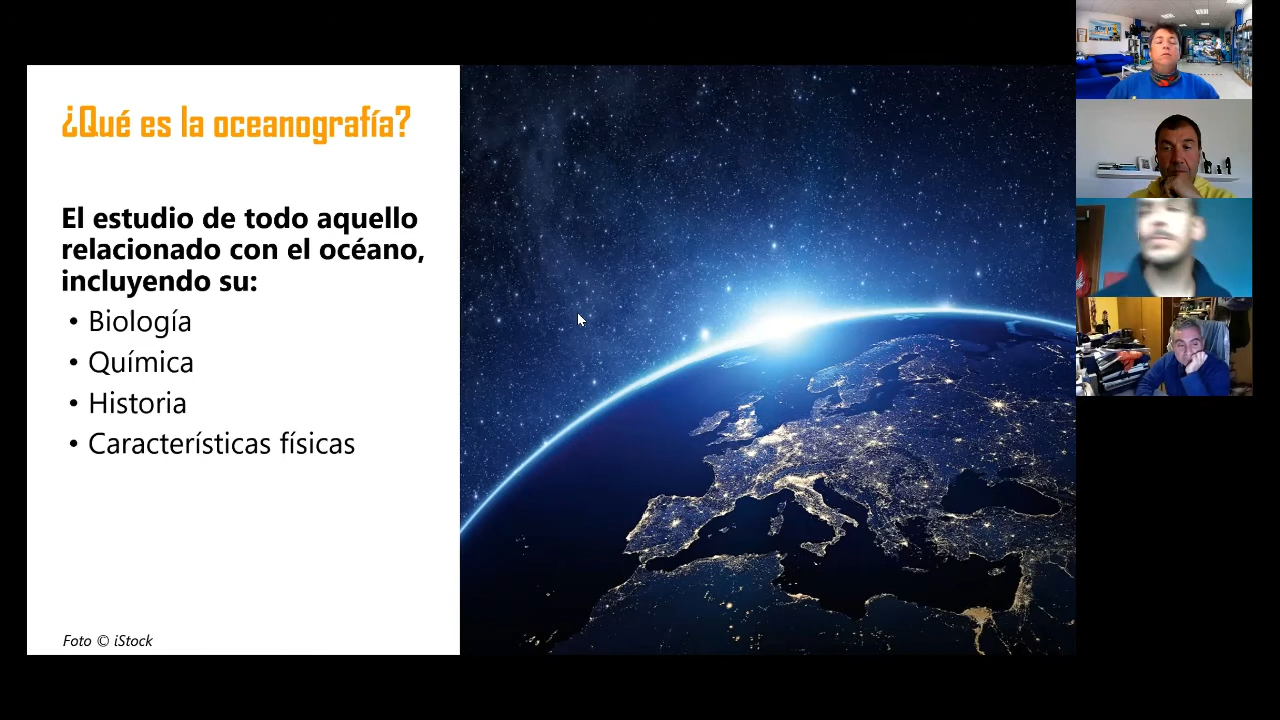 ¿Qué es la oceanografía?
El estudio de todo aquello
relacionado con el océano,
incluyendo su:
• Biología
• Química
• Historia
• Características físicas
Foto © iStock